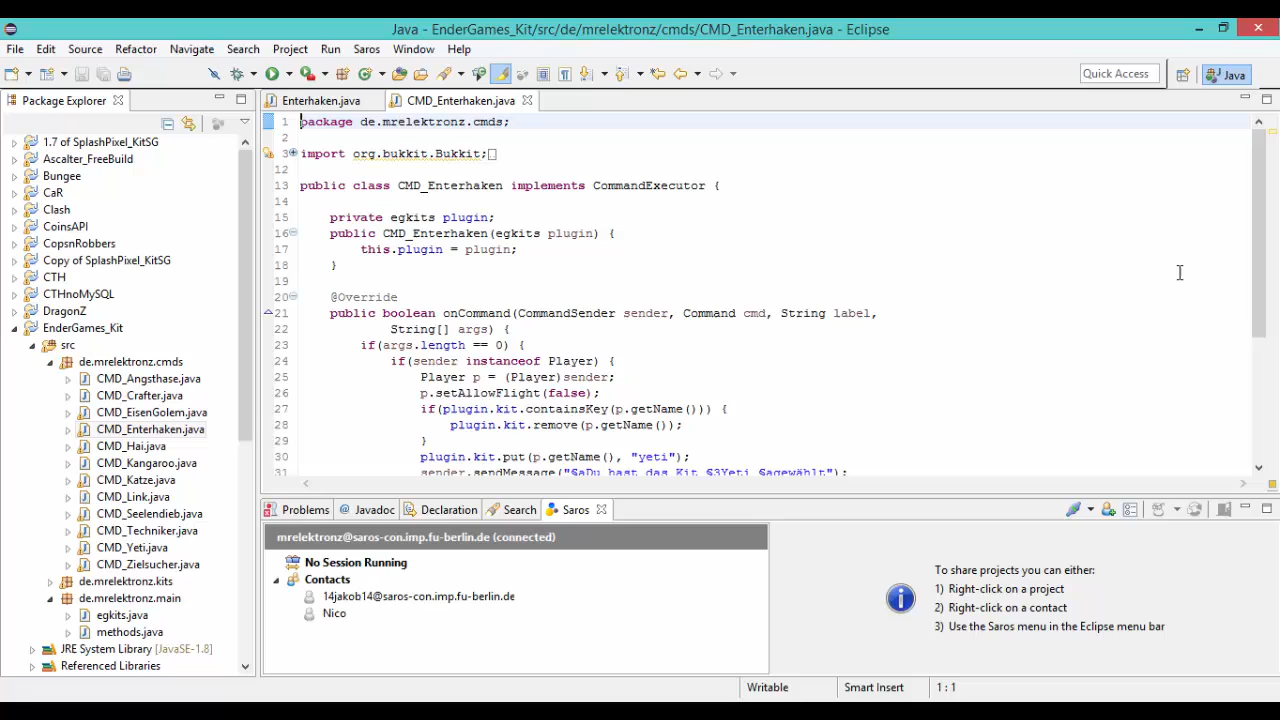 Java - EnderGames_Kit/src/de/mrelektronz/cmds/CMD_Enterhaken.java - Eclipse
File Edit Source Refactor Navigate Search Project Run Saros Window Help
Quick Access
Java
Package Explorer
1.7 of SplashPixel_KitSG
Ascalter_FreeBuild
Bungee
CaR
Clash
CoinsAPI
CopsnRobbers
Copy of SplashPixel_KitSG
CTH
CTHnoMySQL
DragonZ
EnderGames_Kit
src
de.mrelektronz.cmds
CMD_Angsthase.java
CMD_Crafter.java
CMD_EisenGolem.java
CMD_Enterhaken.java
CMD_Hai.java
CMD_Kangaroo.java
CMD_Katze.java
CMD_Link.java
CMD_Seelendieb.java
CMD_Techniker.java
CMD_Yeti.java
CMD_Zielsucher.java
de.mrelektronz.kits
de.mrelektronz.main
egkits.java
methods.java
JRE System Library [JavaSE-1.8]
Referenced Libraries
Enterhaken.java CMD_Enterhaken.java
1 package de.mrelektronz.cmds;
2
3 import org.bukkit.Bukkit;
12
13 public class CMD_Enterhaken implements CommandExecutor {
14
15 private egkits plugin;
16 public CMD_Enterhaken(egkits plugin) {
17 this.plugin = plugin;
18 }
19
20 @Override
21 public boolean onCommand(CommandSender sender, Command cmd, String label,
22 String[] args) {
23 if(args.length == 0) {
24 if(sender instanceof Player) {
25 Player p = (Player)sender;
26 p.setAllowFlight(false);
27 if(plugin.kit.containsKey(p.getName())) {
28 plugin.kit.remove(p.getName());
29 }
30 plugin.kit.put(p.getName(), "yeti");
31 sender.sendMessage("§aDu hast das Kit §3Yeti §agewählt");
Problems Javadoc Declaration Search Saros
mrelektronz@saros-con.imp.fu-berlin.de (connected)
No Session Running
Contacts
14jakob14@saros-con.imp.fu-berlin.de
Nico
To share projects you can either:
1) Right-click on a project
2) Right-click on a contact
3) Use the Saros menu in the Eclipse menu bar
Writable Smart Insert 1 : 1